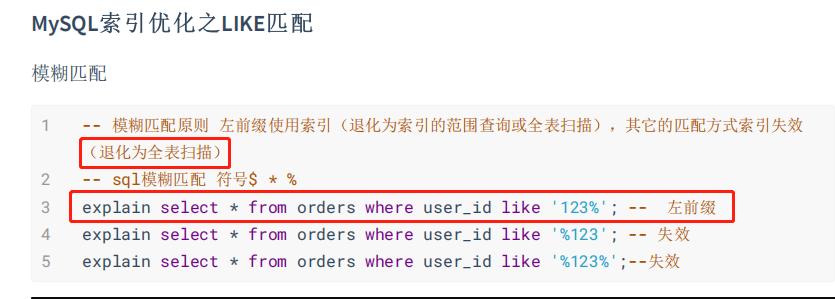 MySQL索引优化之LIKE匹配
模糊匹配
1 -- 模糊匹配原则 左前缀使用索引（退化为索引的范围查询或全表扫描），其它的匹配方式索引失效
（退化为全表扫描）
2 -- sql模糊匹配 符号$ * %
3 explain select * from orders where user_id like '123%'; -- 左前缀
4 explain select * from orders where user_id like '%123'; -- 失效
5 explain select * from orders where user_id like '%123%';--失效